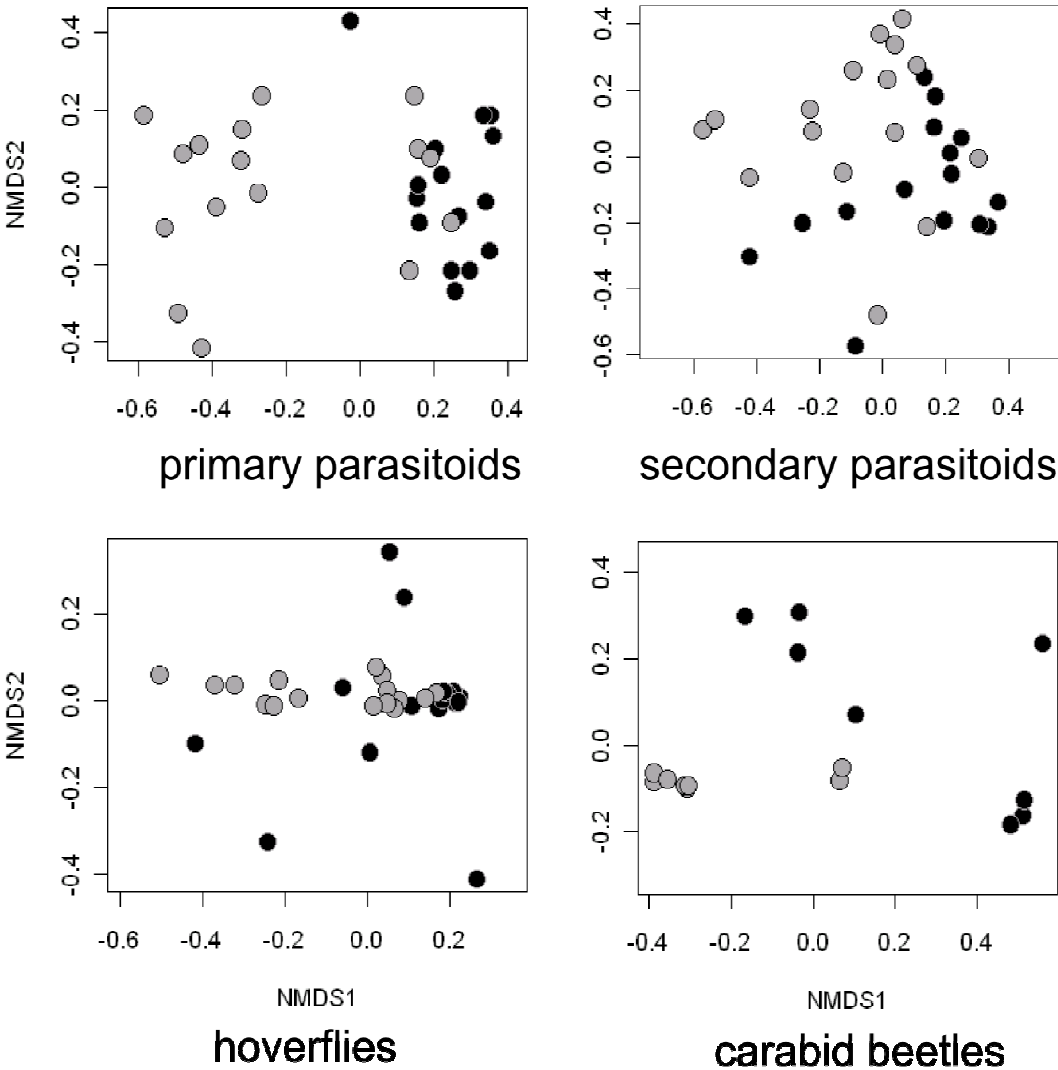 NMDS2
0.4
0.2
0.0
-0.2
-0.4
-0.6 -0.4 -0.2 0.0 0.2 0.4
primary parasitoids
0.4
0.2
0.0
-0.2
-0.4
-0.6
-0.6 -0.4 -0.2 0.0 0.2 0.4
secondary parasitoids
NMDS2
0.2
0.0
-0.2
-0.4
-0.6 -0.4 -0.2 0.0 0.2
NMDS1
hoverflies
0.4
0.2
0.0
-0.2
-0.4 -0.2 0.0 0.2 0.4
NMDS1
carabid beetles